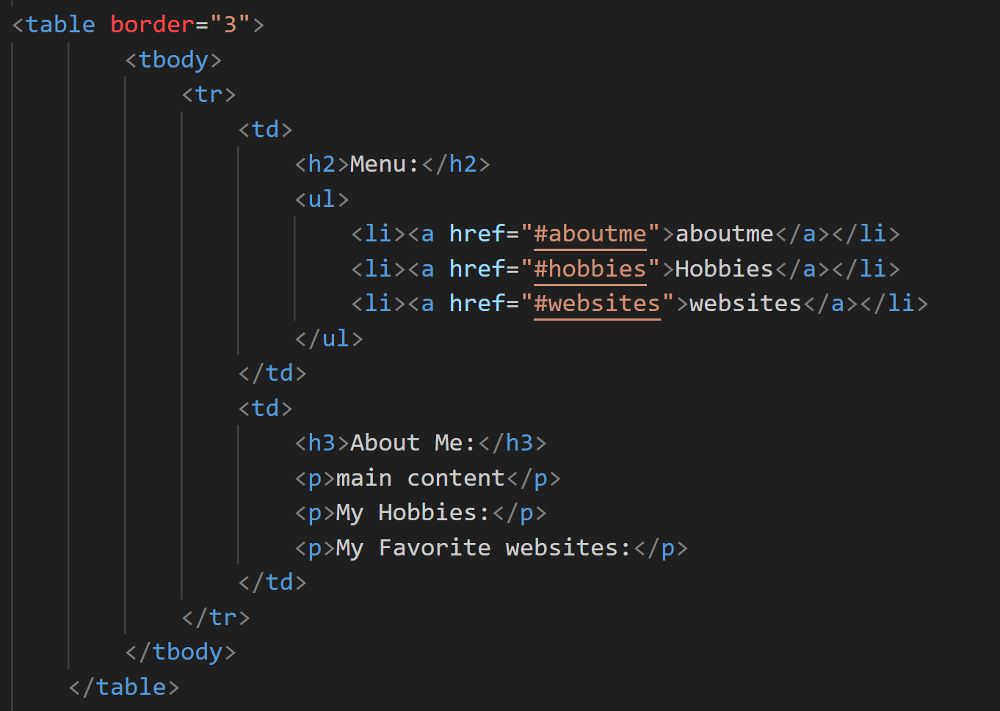 <table border="3">
<tbody>
<tr>
<td>
<h2>Menu:</h2>
<ul>
<li><a href="#aboutme">aboutme</a></li>
<li><a href="#hobbies">Hobbies</a></li>
<li><a href="#websites">websites</a></li>
</ul>
</td>
<td>
<h3>About Me:</h3>
<p>main content</p>
<p>My Hobbies:</p>
<p>My Favorite websites:</p>
</td>
</tr>
</tbody>
</table>